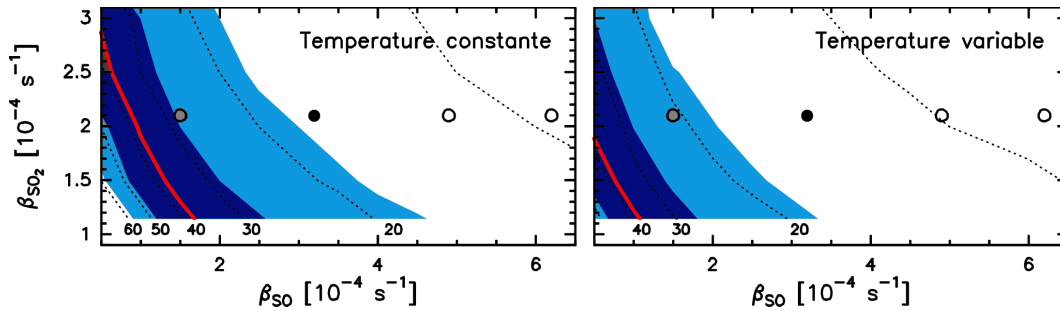 Temperature constante
Temperature variable
3
2.5
2
1.5
1
β_SO₂ [10⁻⁴ s⁻¹]
60 50 40 30 20
40 30 20
2 4 6
2 4 6
β_SO [10⁻⁴ s⁻¹]
β_SO [10⁻⁴ s⁻¹]